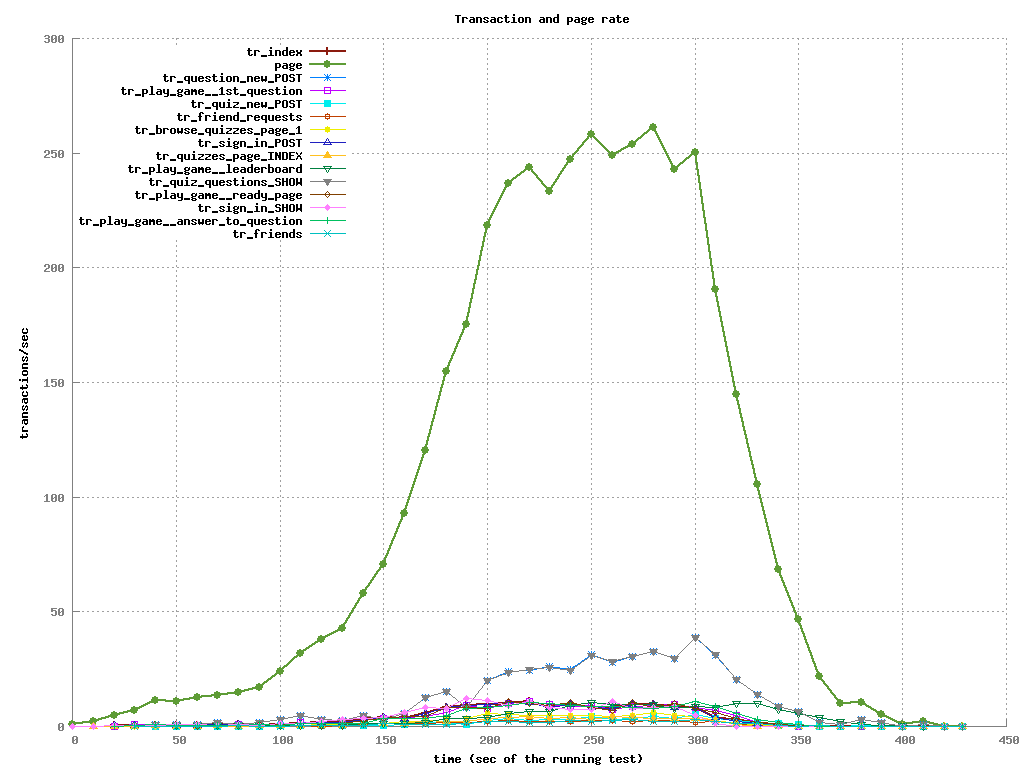 Transaction and page rate
300
250
200
150
100
50
0
transactions/sec
tr_index
page
tr_question_new_POST
tr_play_game__1st_question
tr_quiz_new_POST
tr_friend_requests
tr_browse_quizzes_page_1
tr_sign_in_POST
tr_quizzes_page_INDEX
tr_play_game__leaderboard
tr_quiz_questions_SHOW
tr_play_game__ready_page
tr_sign_in_SHOW
tr_play_game__answer_to_question
tr_friends
0 50 100 150 200 250 300 350 400 450
time (sec of the running test)